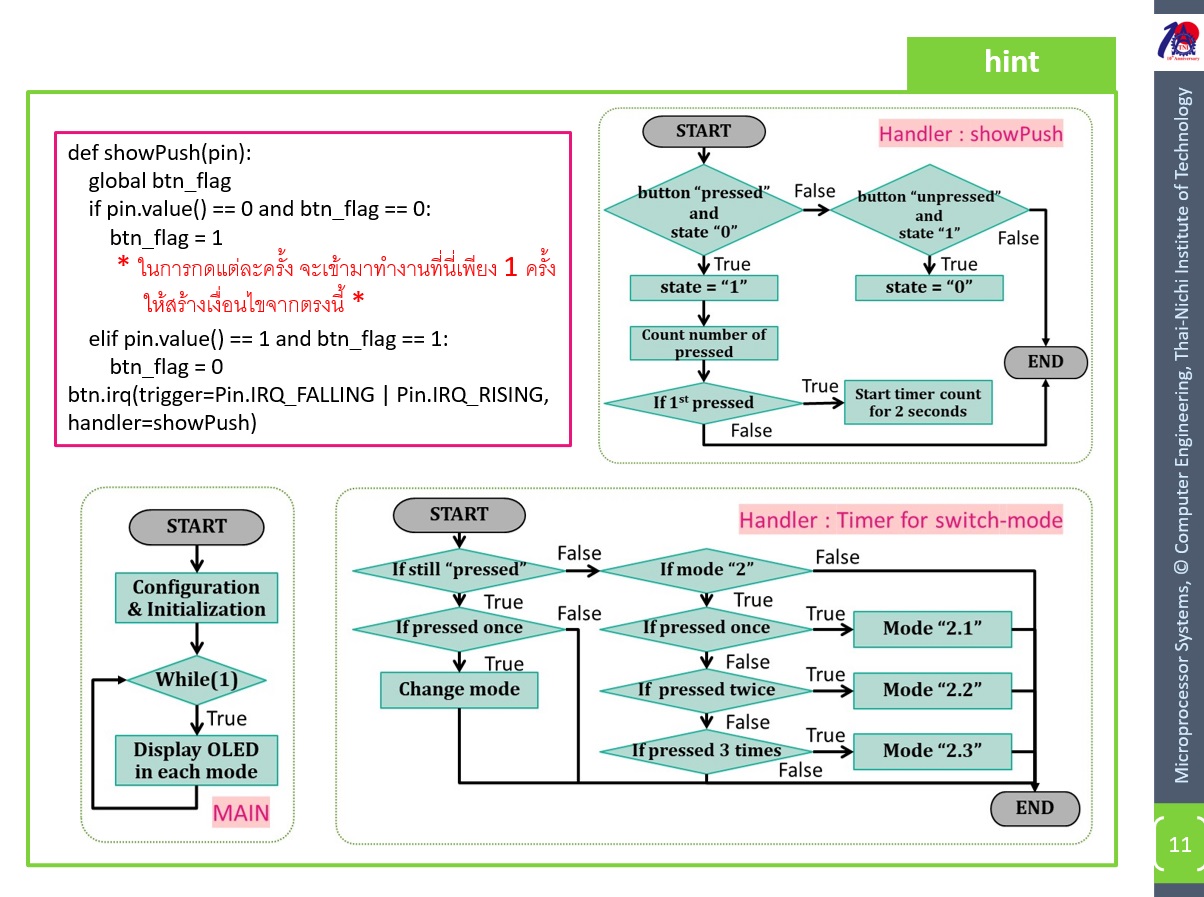 hint
def showPush(pin):
global btn_flag
if pin.value() == 0 and btn_flag == 0:
btn_flag = 1
* ในการกดแต่ละครั้ง จะเข้ามาทำงานที่นี่เพียง 1 ครั้ง
ให้สร้างเงื่อนไขจากตรงนี้ *
elif pin.value() == 1 and btn_flag == 1:
btn_flag = 0
btn.irq(trigger=Pin.IRQ_FALLING | Pin.IRQ_RISING,
handler=showPush)
Handler : showPush
START
button “pressed”
and
state “0”
False
button “unpressed”
and
state “1”
False
True
True
state = “1”
state = “0”
Count number of
pressed
END
If 1st pressed
True
Start timer count
for 2 seconds
False
START
Configuration
& Initialization
While(1)
True
Display OLED
in each mode
MAIN
Handler : Timer for switch-mode
START
If still “pressed”
False
If mode “2”
False
True
True
If pressed once
False
If pressed once
True
Mode “2.1”
True
False
Change mode
If pressed twice
True
Mode “2.2”
False
If pressed 3 times
True
Mode “2.3”
False
END
Microprocessor Systems, © Computer Engineering, Thai-Nichi Institute of Technology
11
TNI
10th Anniversary